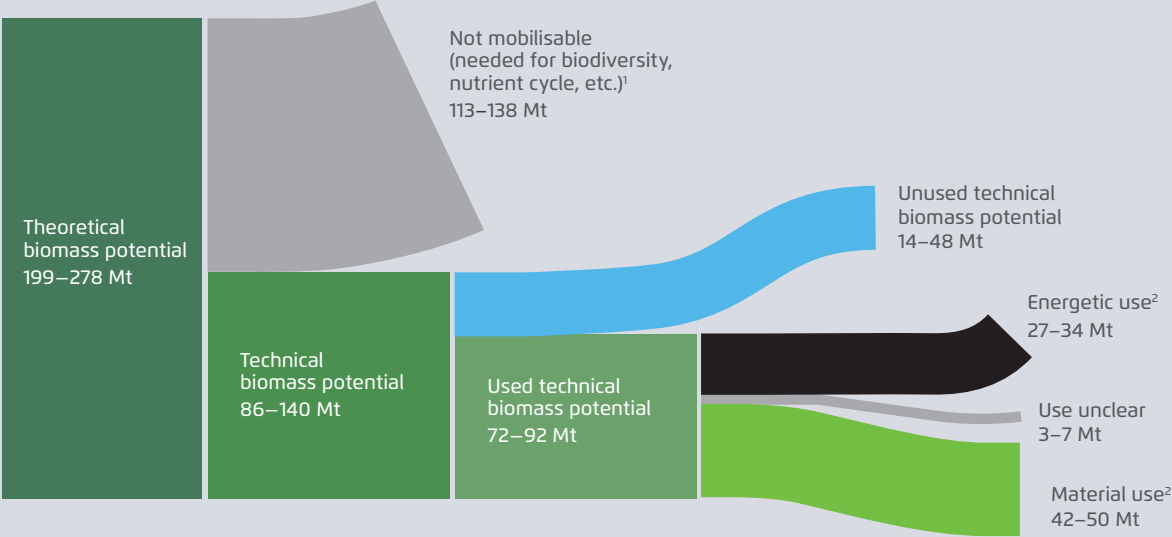 Not mobilisable
(needed for biodiversity,
nutrient cycle, etc.)¹
113–138 Mt
Theoretical
biomass potential
199–278 Mt
Unused technical
biomass potential
14–48 Mt
Technical
biomass potential
86–140 Mt
Used technical
biomass potential
72–92 Mt
Energetic use²
27–34 Mt
Use unclear
3–7 Mt
Material use²
42–50 Mt